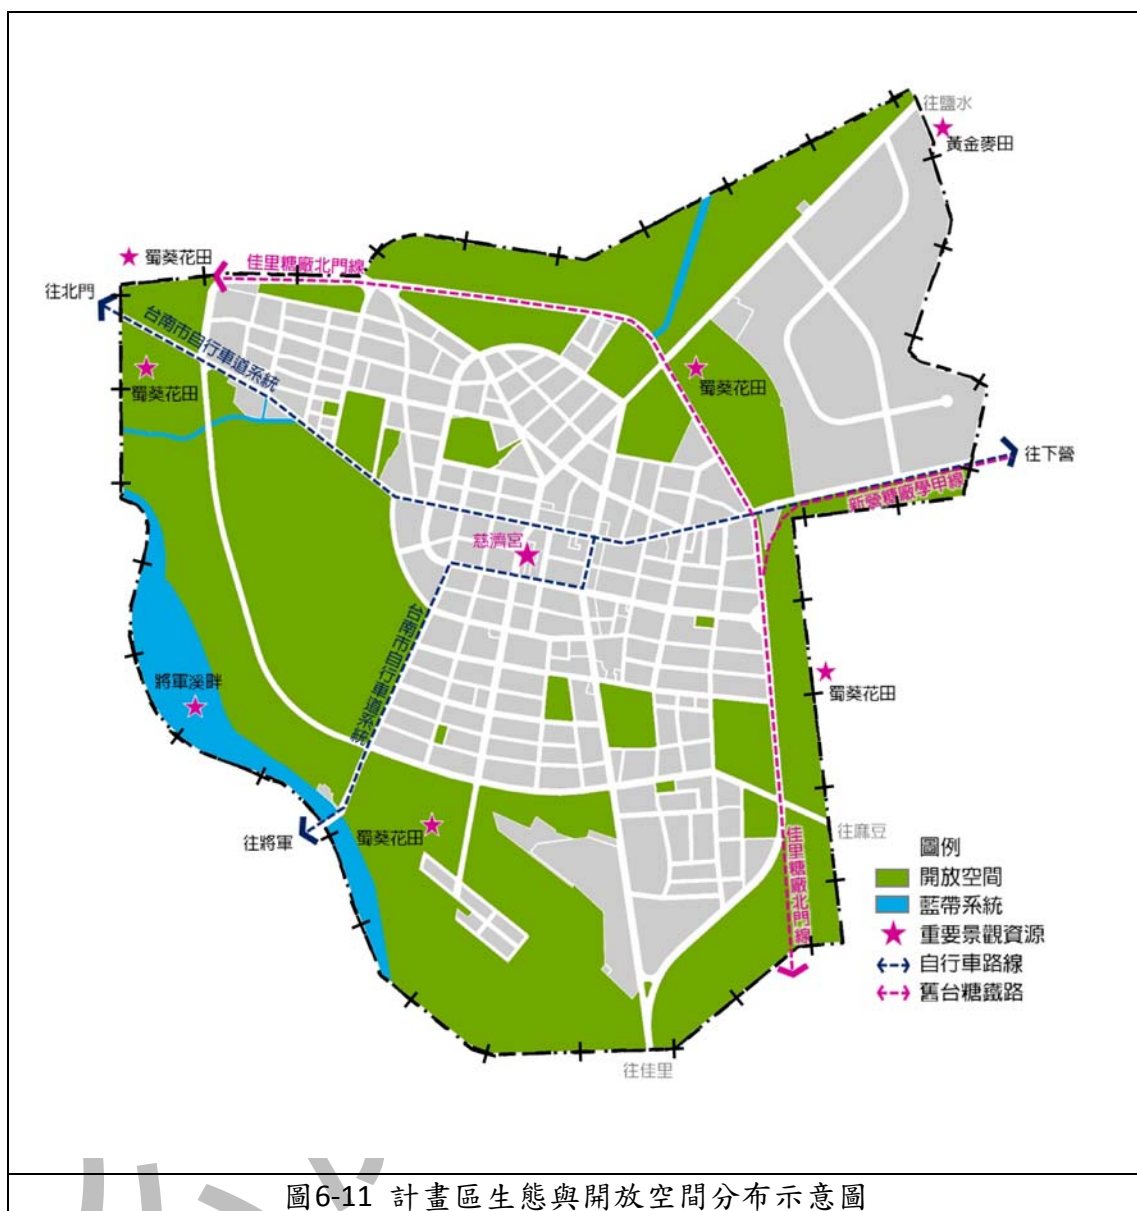 往鹽水
黃金麥田
蜀葵花田
佳里糖廠北門線
往北門
台南市自行車道系統
蜀葵花田
蜀葵花田
往下營
新營糖廠學甲線
慈濟宮
台南市自行車道系統
蜀葵花田
將軍溪畔
往將軍
蜀葵花田
往麻豆
佳里糖廠北門線
圖例
開放空間
藍帶系統
重要景觀資源
自行車路線
舊台糖鐵路
往佳里
圖6-11 計畫區生態與開放空間分布示意圖